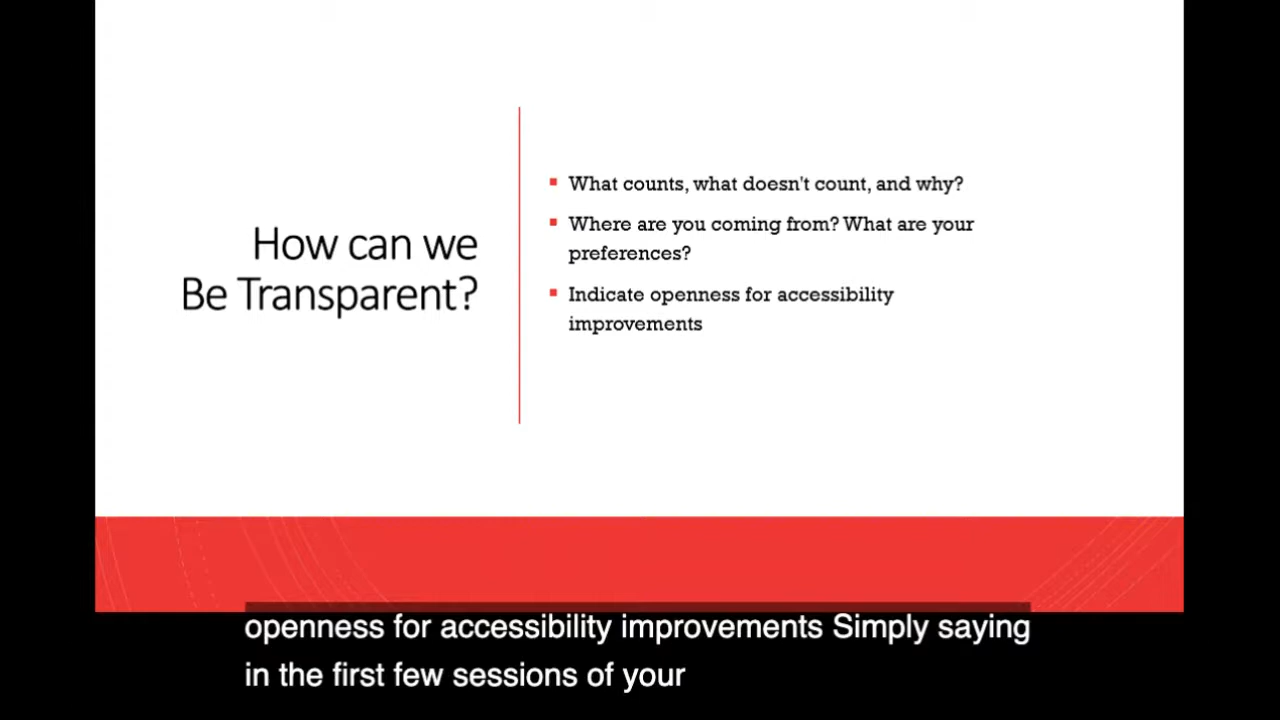 How can we
Be Transparent?
What counts, what doesn't count, and why?
Where are you coming from? What are your
preferences?
Indicate openness for accessibility
improvements
openness for accessibility improvements Simply saying
in the first few sessions of your